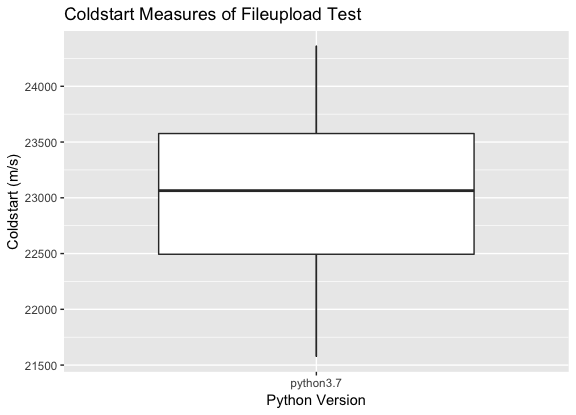 Coldstart Measures of Fileupload Test
24000
23500
23000
22500
22000
21500
Coldstart (m/s)
python3.7
Python Version